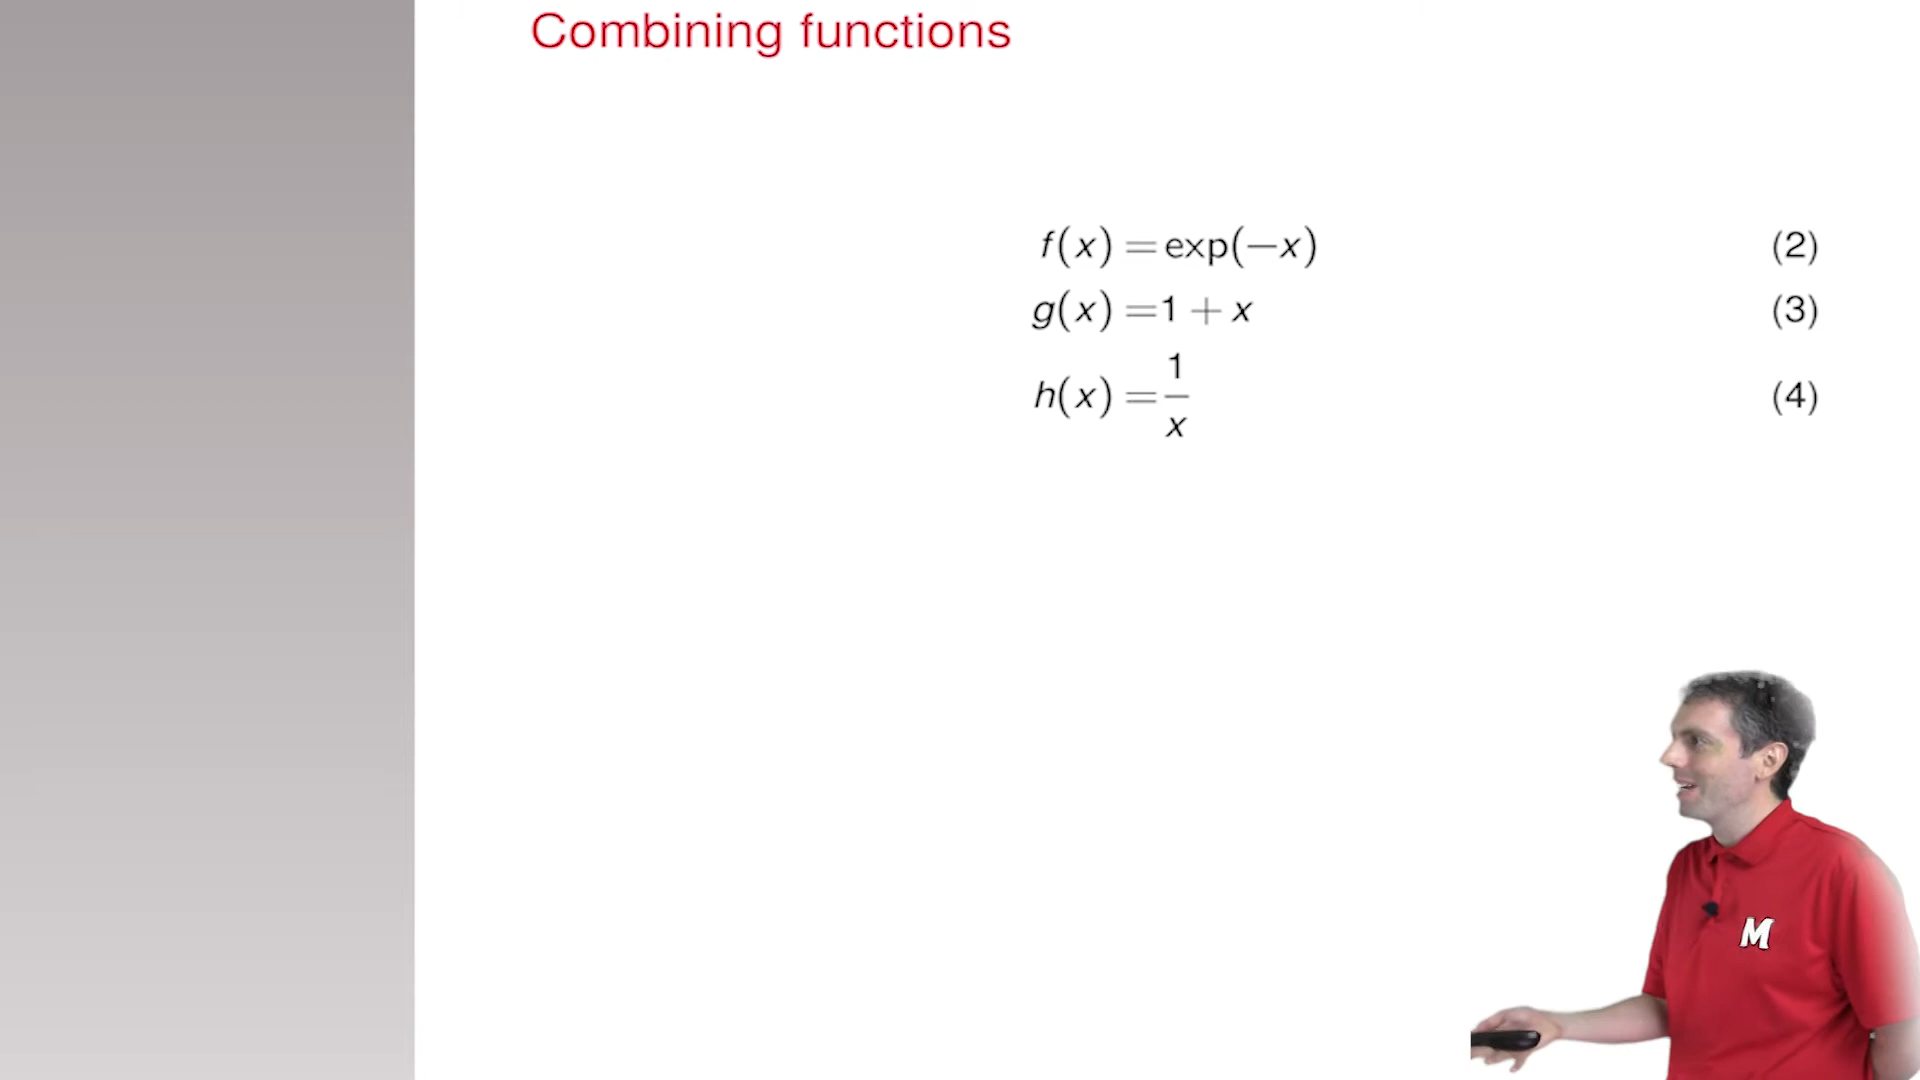 Combining functions
f(x) = exp(−x) (2)
g(x) = 1 + x (3)
h(x) = 1/x (4)
M